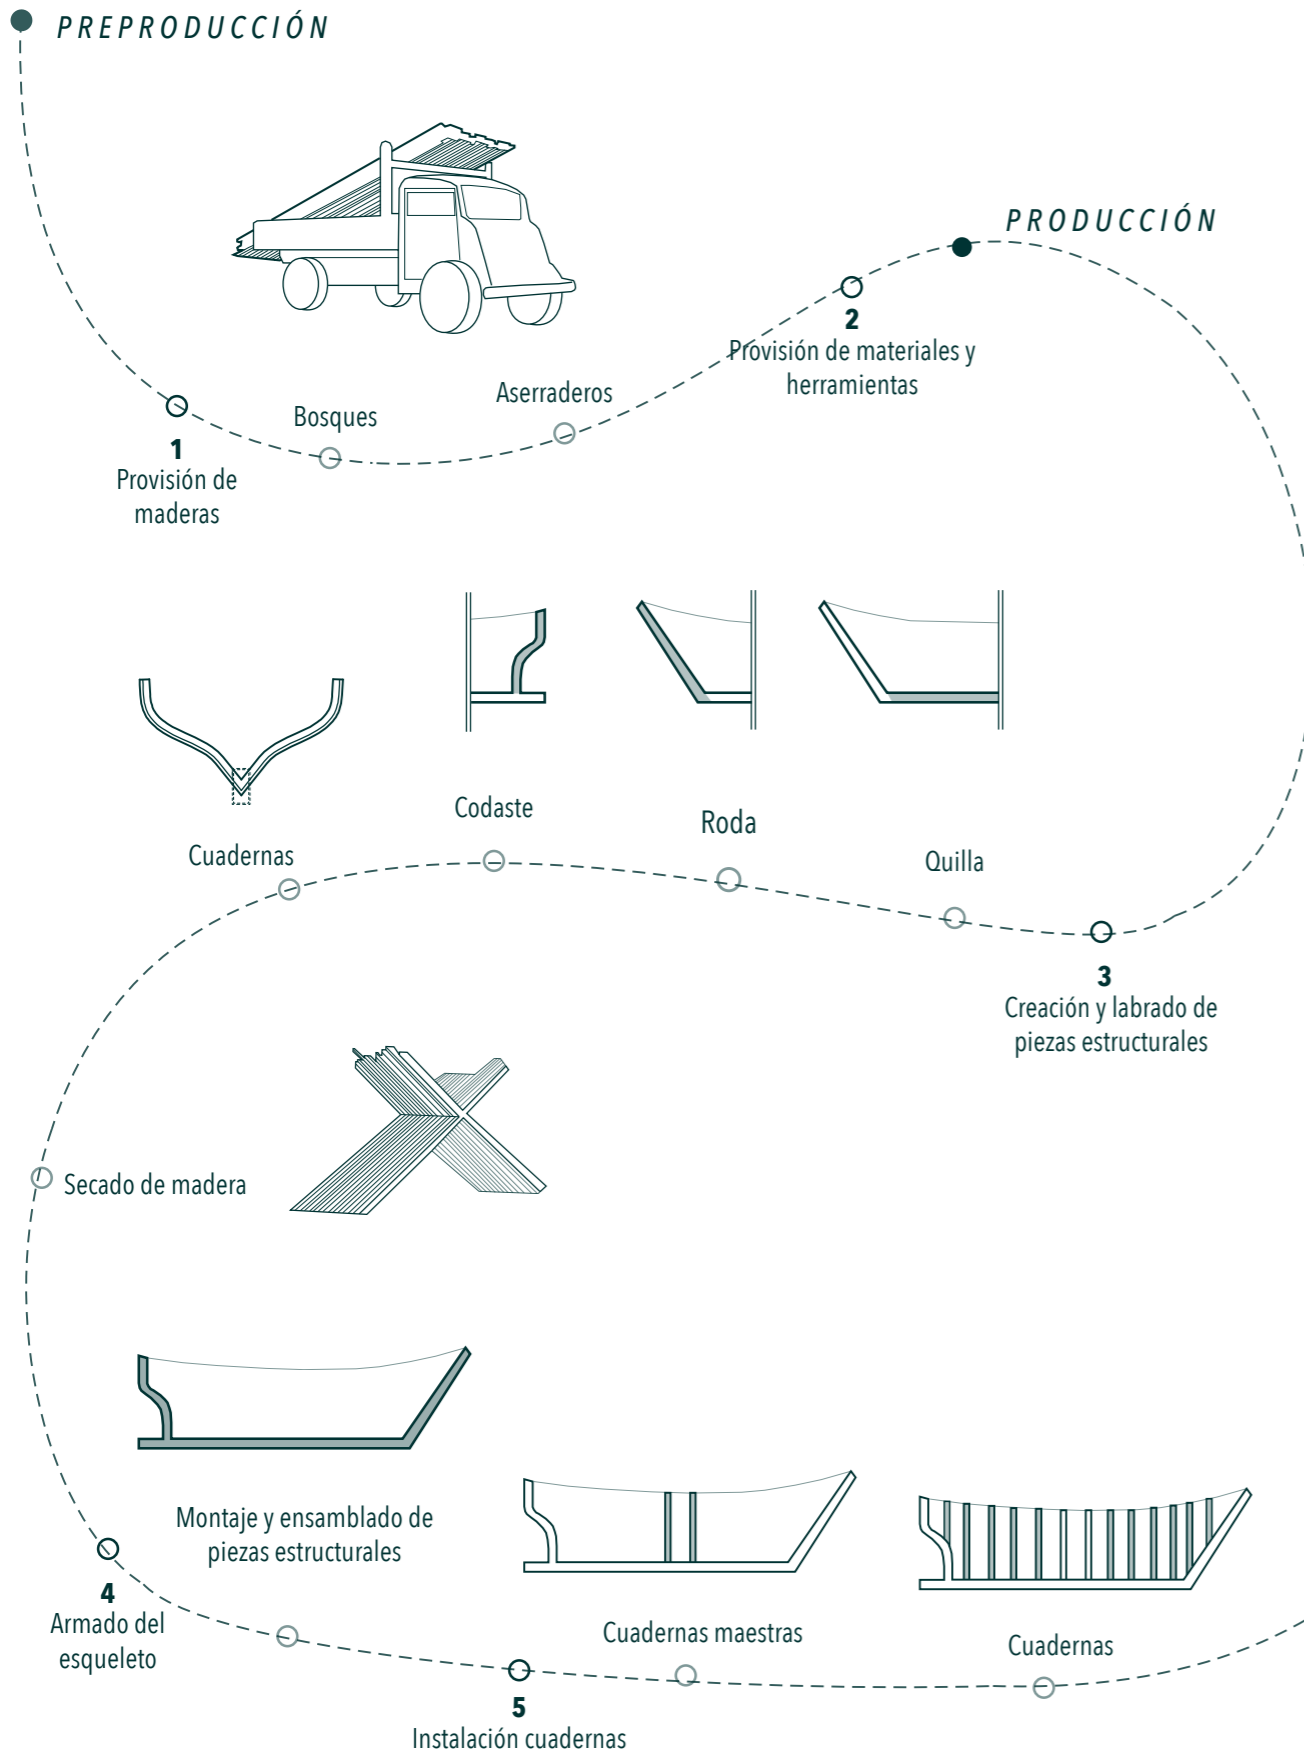 PREPRODUCCIÓN
PRODUCCIÓN
2
Provisión de materiales y
herramientas
Aserraderos
Bosques
1
Provisión de
maderas
Codaste
Roda
Cuadernas
Quilla
3
Creación y labrado de
piezas estructurales
Secado de madera
Montaje y ensamblado de
piezas estructurales
4
Armado del
esqueleto
Cuadernas maestras
Cuadernas
5
Instalación cuadernas